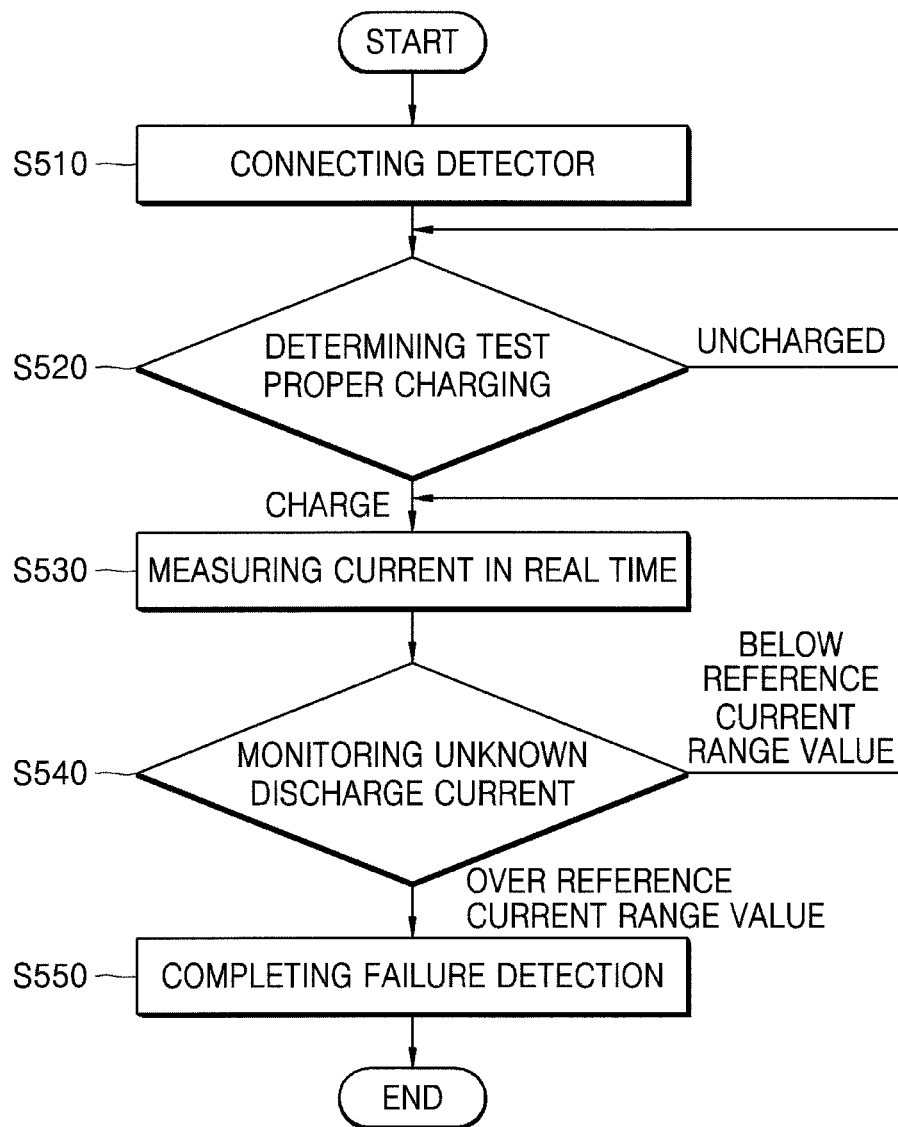 START
S510
CONNECTING DETECTOR
S520
DETERMINING TEST
PROPER CHARGING
UNCHARGED
CHARGE
S530
MEASURING CURRENT IN REAL TIME
S540
MONITORING UNKNOWN
DISCHARGE CURRENT
BELOW
REFERENCE
CURRENT
RANGE VALUE
OVER REFERENCE
CURRENT RANGE VALUE
S550
COMPLETING FAILURE DETECTION
END